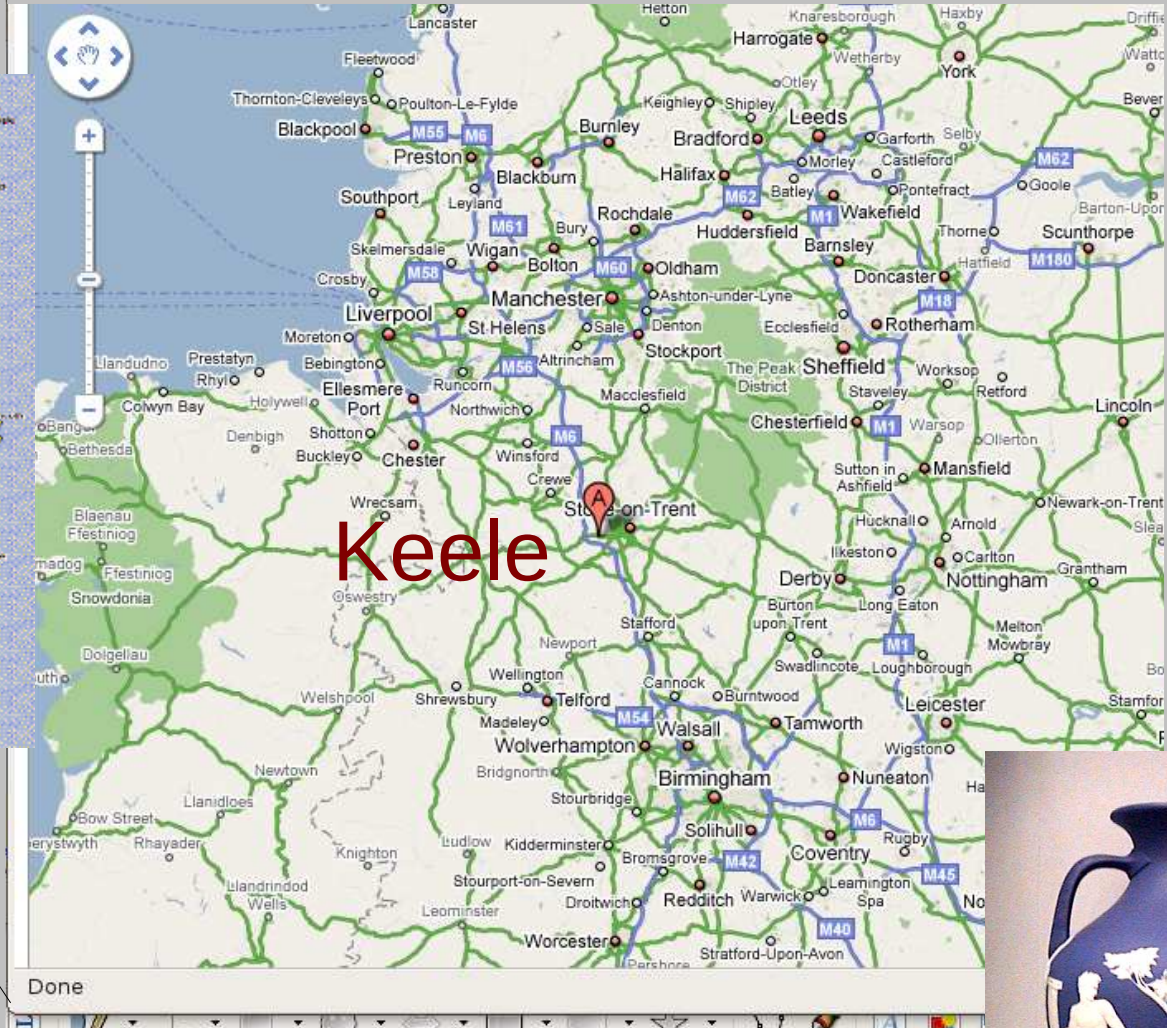 Lancaster
Hetton
Knaresborough
Haxby
Harrogate
Wetherby
York
Fleetwood
Otley
Thornton-Cleveleys
Poulton-Le-Fylde
Keighley
Shipley
Leeds
Blackpool
M55
M6
Burnley
Bradford
Garforth
Selby
Preston
Blackburn
Morley
Castleford
M62
Halifax
Batley
Pontefract
Goole
Southport
Leyland
M62
M1
Wakefield
Rochdale
M61
Bury
Huddersfield
Thorne
Scunthorpe
Skelmersdale
Wigan
Barnsley
Hatfield
M180
M58
Bolton
M60
Oldham
Doncaster
Crosby
Manchester
Ashton-under-Lyne
M18
Liverpool
St Helens
Sale
Denton
Ecclesfield
Rotherham
Moreton
Altrincham
Stockport
Llandudno
Prestatyn
Bebington
M56
The Peak
District
Sheffield
Worksop
Rhyl
Ellesmere
Port
Runcorn
Macclesfield
Staveley
Retford
Colwyn Bay
Holywell
Northwich
Chesterfield
M1
Lincoln
Denbigh
Shotton
M6
Warsop
Ollerton
Bethesda
Buckley
Chester
Winsford
Sutton in
Ashfield
Mansfield
Crewe
Wrecsam
A
Newark-on-Trent
Blaenau
Ffestiniog
Keele
Hucknall
Arnold
Ilkeston
Carlton
Ffestiniog
Derby
Nottingham
Grantham
Snowdonia
Oswestry
Burton
upon Trent
Long Eaton
Stafford
Melton
Mowbray
Dolgellau
Newport
M1
Swadlincote
Loughborough
Welshpool
Shrewsbury
Wellington
Telford
Cannock
Burntwood
Leicester
Madeley
M54
Walsall
Tamworth
Wolverhampton
Wigston
Newtown
Bridgnorth
Birmingham
Nuneaton
Llanidloes
Stourbridge
Bow Street
M6
Rhayader
Knighton
Ludlow
Kidderminster
Solihull
Coventry
Rugby
Bromsgrove
M42
M45
Llandrindod
Wells
Stourport-on-Severn
Leamington
Spa
Droitwich
Redditch
Warwick
Leominster
M40
Worcester
Stratford-Upon-Avon
Pershore
Done